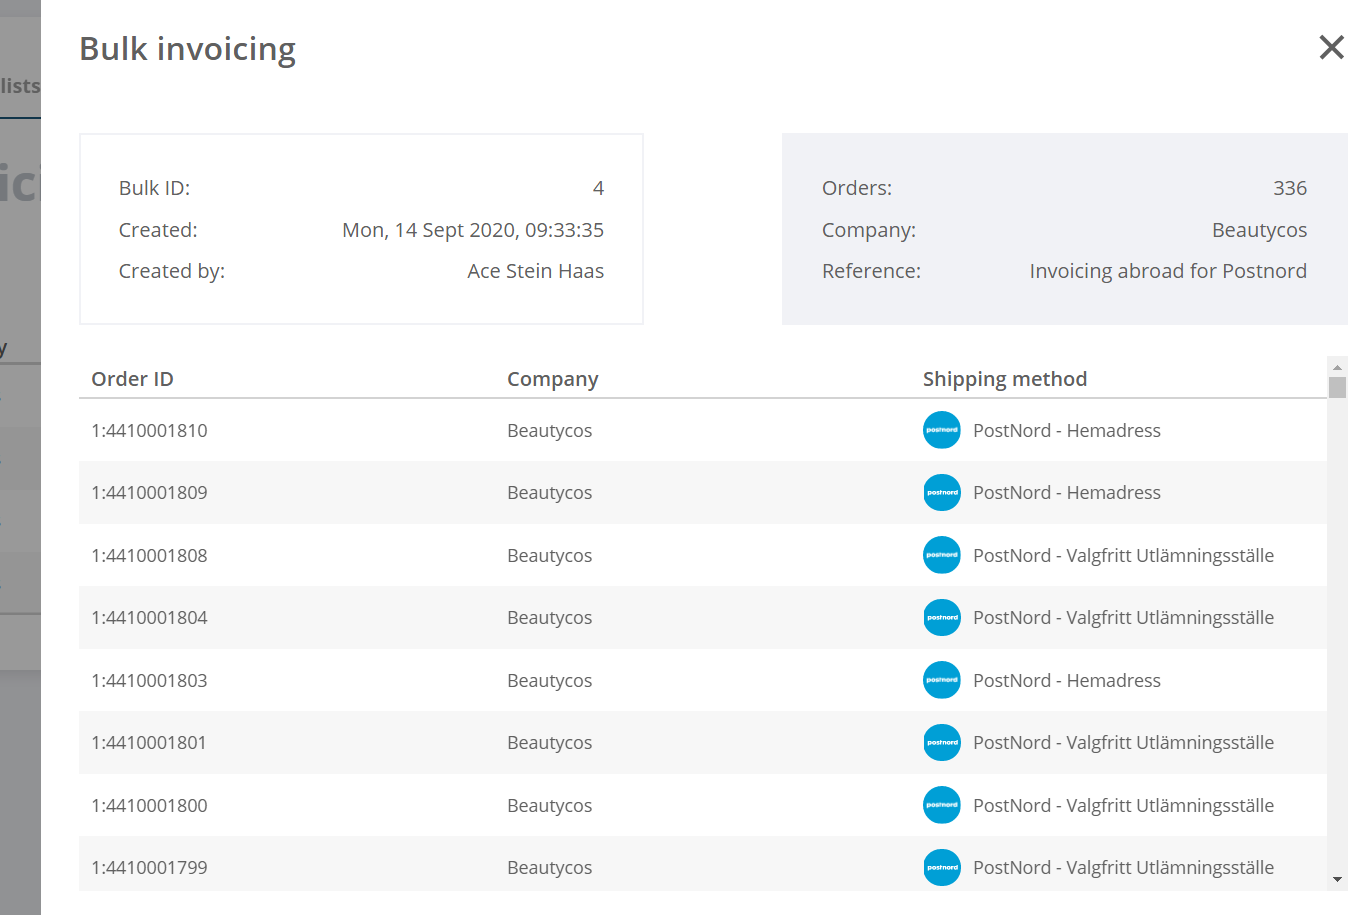 Bulk invoicing
lists
ici
y
Bulk ID: 4
Created: Mon, 14 Sept 2020, 09:33:35
Created by: Ace Stein Haas
Orders: 336
Company: Beautycos
Reference: Invoicing abroad for Postnord
Order ID Company Shipping method
1:4410001810 Beautycos postnord PostNord - Hemadress
1:4410001809 Beautycos postnord PostNord - Hemadress
1:4410001808 Beautycos postnord PostNord - Valgfritt Utlämningsställe
1:4410001804 Beautycos postnord PostNord - Valgfritt Utlämningsställe
1:4410001803 Beautycos postnord PostNord - Hemadress
1:4410001801 Beautycos postnord PostNord - Valgfritt Utlämningsställe
1:4410001800 Beautycos postnord PostNord - Valgfritt Utlämningsställe
1:4410001799 Beautycos postnord PostNord - Valgfritt Utlämningsställe